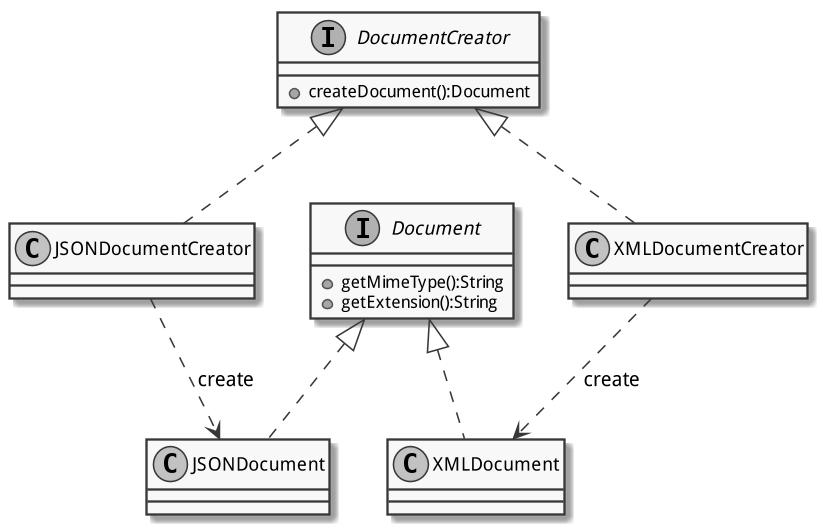 I DocumentCreator
createDocument():Document
C JSONDocumentCreator
I Document
getMimeType():String
getExtension():String
C XMLDocumentCreator
create
create
C JSONDocument
C XMLDocument